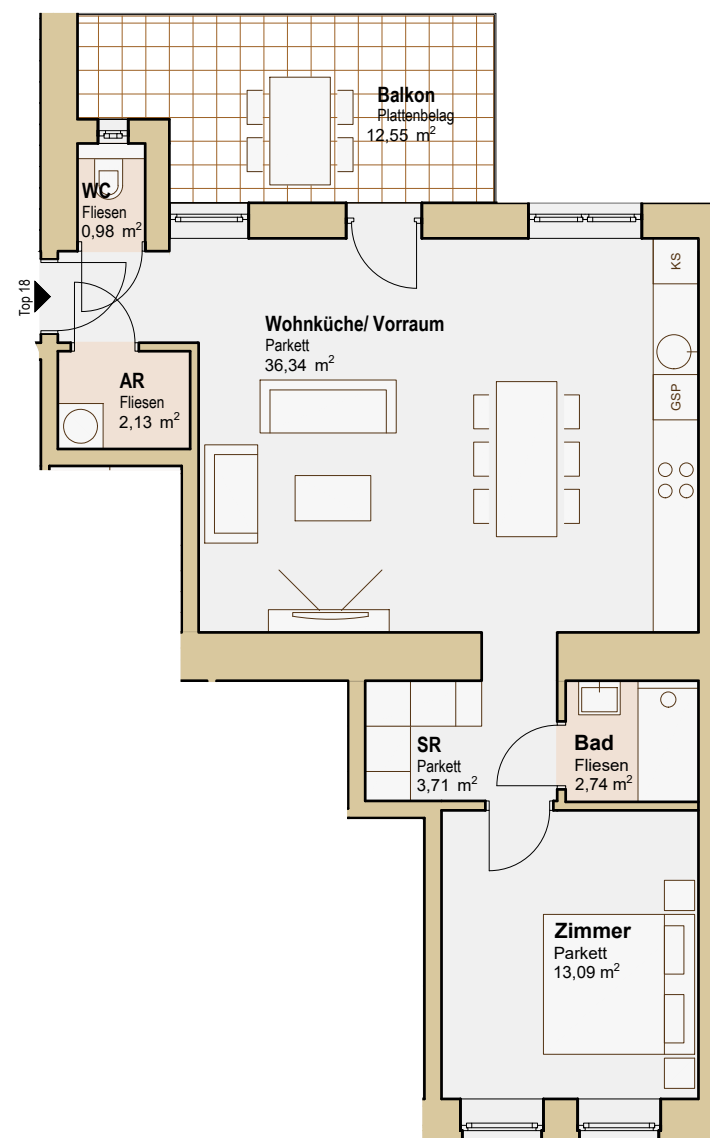 Balkon
Plattenbelag
12,55 m²
WC
Fliesen
0,98 m²
Top 18
KS
Wohnküche/ Vorraum
Parkett
36,34 m²
AR
Fliesen
2,13 m²
GSP
SR
Parkett
3,71 m²
Bad
Fliesen
2,74 m²
Zimmer
Parkett
13,09 m²